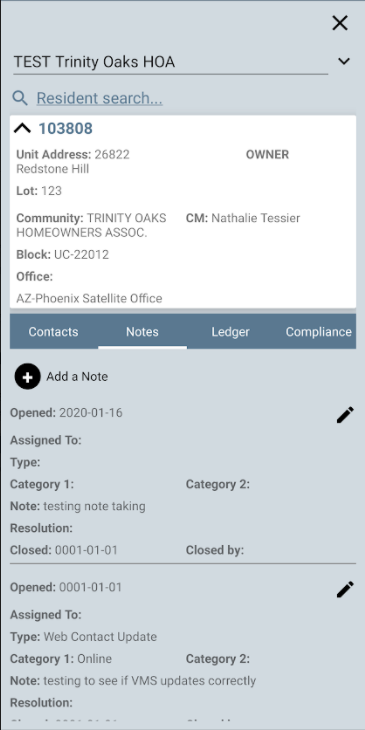 TEST Trinity Oaks HOA
Resident search...
103808
Unit Address: 26822 OWNER
Redstone Hill
Lot: 123
Community: TRINITY OAKS CM: Nathalie Tessier
HOMEOWNERS ASSOC.
Block: UC-22012
Office:
AZ-Phoenix Satellite Office
Contacts Notes Ledger Compliance
Add a Note
Opened: 2020-01-16
Assigned To:
Type:
Category 1: Category 2:
Note: testing note taking
Resolution:
Closed: 0001-01-01 Closed by:
Opened: 0001-01-01
Assigned To:
Type: Web Contact Update
Category 1: Online Category 2:
Note: testing to see if VMS updates correctly
Resolution: